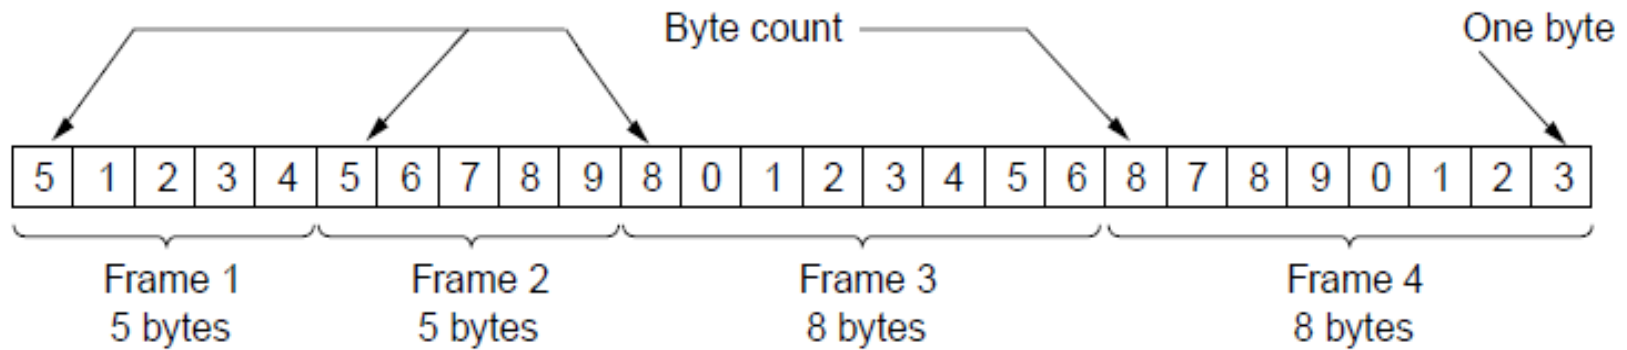 Byte count One byte
5 1 2 3 4 5 6 7 8 9 8 0 1 2 3 4 5 6 8 7 8 9 0 1 2 3
Frame 1 Frame 2 Frame 3 Frame 4
5 bytes 5 bytes 8 bytes 8 bytes